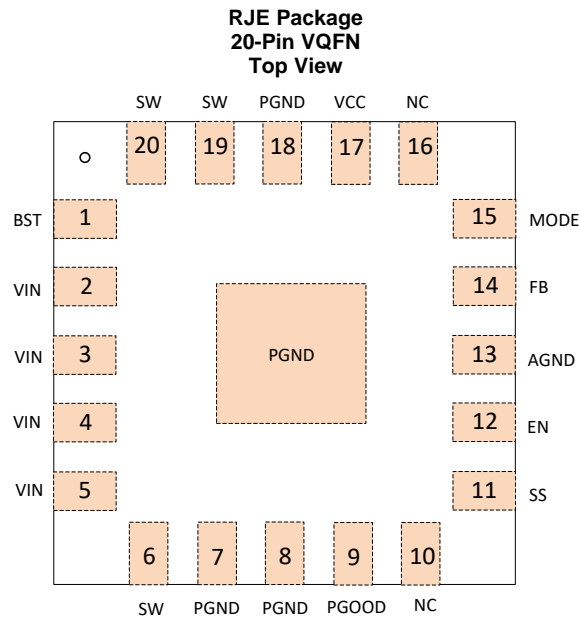 RJE Package
20-Pin VQFN
Top View
SW SW PGND VCC NC
20 19 18 17 16
BST 1 15 MODE
VIN 2 14 FB
VIN 3 PGND 13 AGND
VIN 4 12 EN
VIN 5 11 SS
6 7 8 9 10
SW PGND PGND PGOOD NC